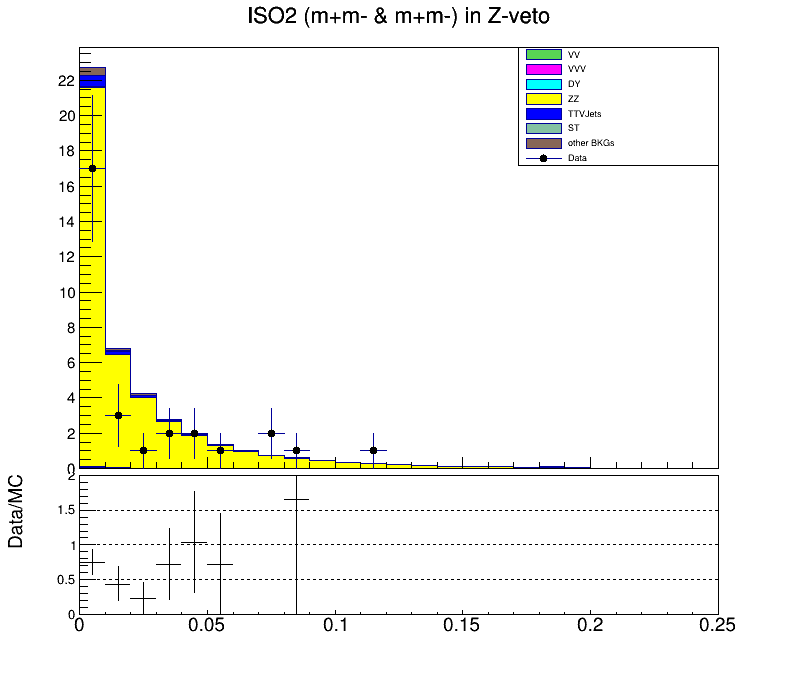 ISO2 (m+m- & m+m-) in Z-veto
VV
VVV
DY
ZZ
TTVJets
ST
other BKGs
Data
22
20
18
16
14
12
10
8
6
4
2
0
Data/MC
2
1.5
1
0.5
0
0 0.05 0.1 0.15 0.2 0.25